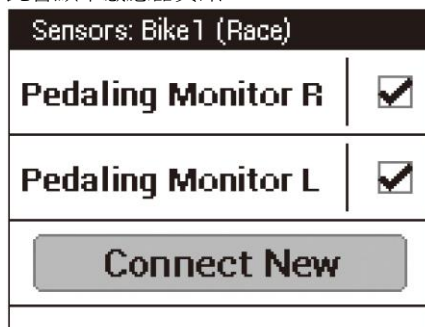 Sensors: Bike1 (Race)
Pedaling Monitor R
Pedaling Monitor L
Connect New